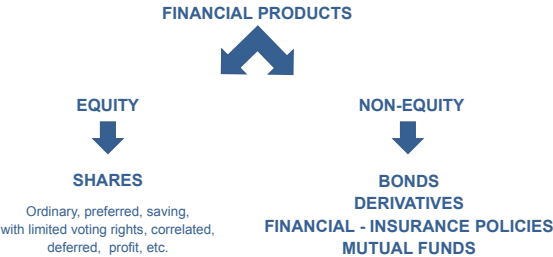 FINANCIAL PRODUCTS
EQUITY
NON-EQUITY
SHARES
Ordinary, preferred, saving,
with limited voting rights, correlated,
deferred, profit, etc.
BONDS
DERIVATIVES
FINANCIAL - INSURANCE POLICIES
MUTUAL FUNDS